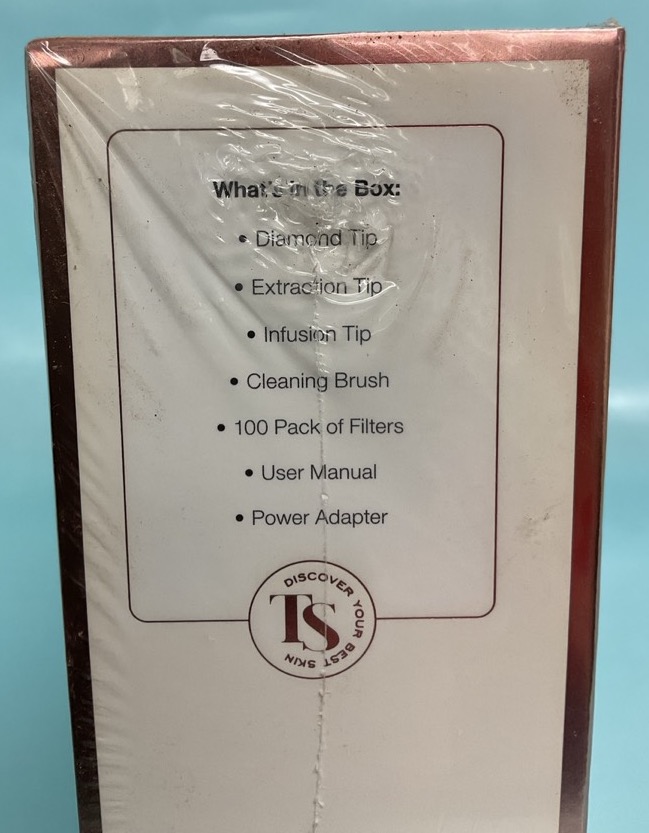 What's in the Box:
• Diamond Tip
• Extraction Tip
• Infusion Tip
• Cleaning Brush
• 100 Pack of Filters
• User Manual
• Power Adapter
DISCOVER YOUR BEST SKIN
TS